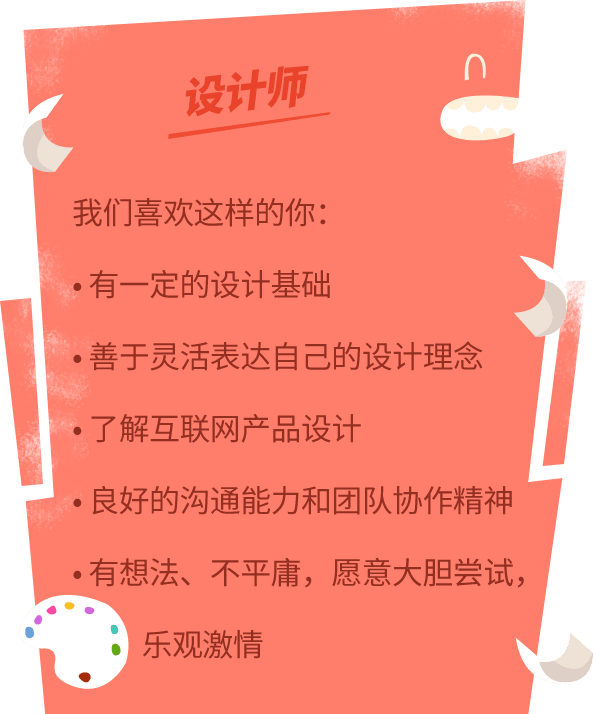 设计师
我们喜欢这样的你：
• 有一定的设计基础
• 善于灵活表达自己的设计理念
• 了解互联网产品设计
• 良好的沟通能力和团队协作精神
• 有想法、不平庸，愿意大胆尝试，
乐观激情